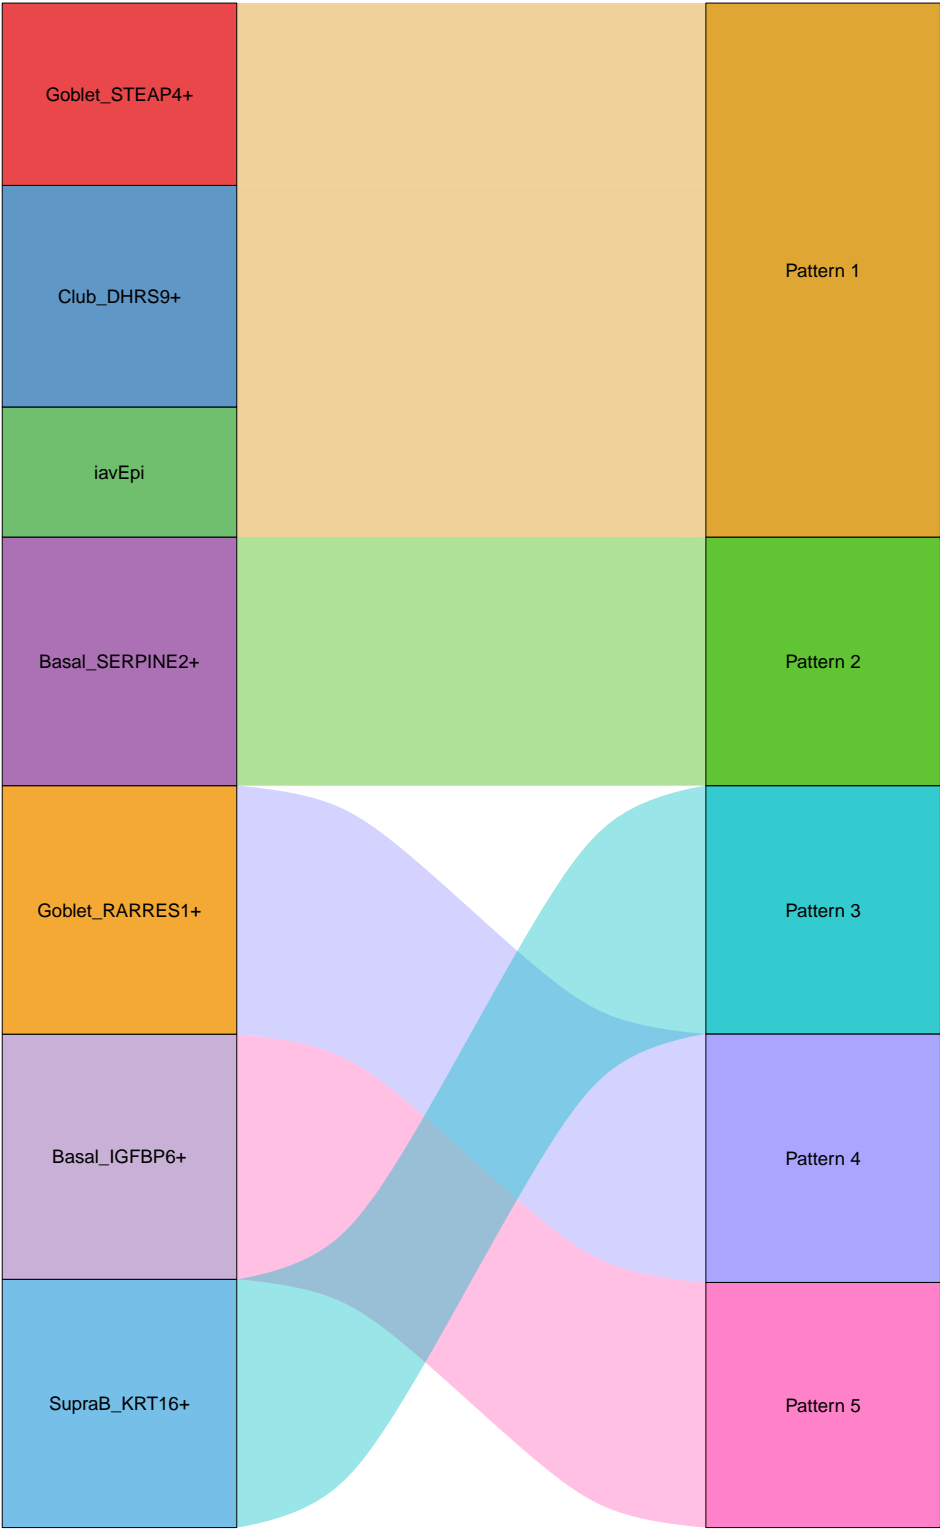 Goblet_STEAP4+
Club_DHRS9+
iavEpi
Basal_SERPINE2+
Goblet_RARRES1+
Basal_IGFBP6+
SupraB_KRT16+
Pattern 1
Pattern 2
Pattern 3
Pattern 4
Pattern 5